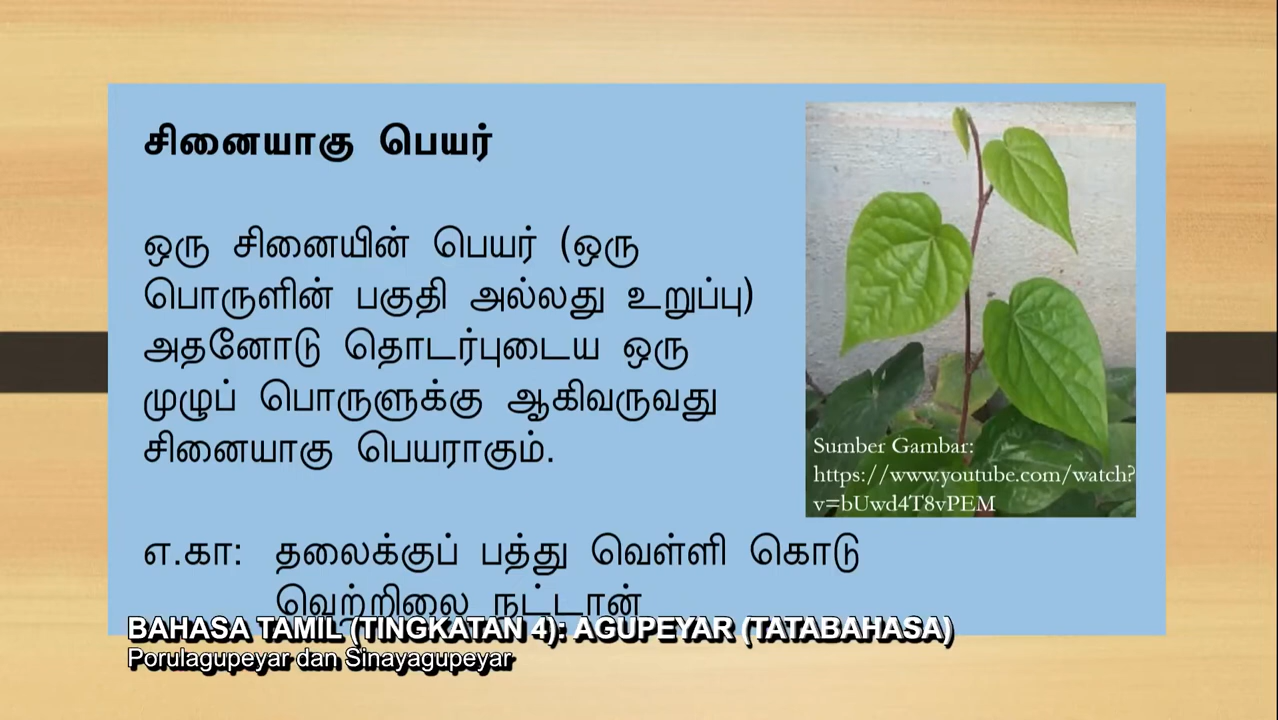 சினையாகு பெயர்
ஒரு சினையின் பெயர் (ஒரு
பொருளின் பகுதி அல்லது உறுப்பு)
அதனோடு தொடர்புடைய ஒரு
முழுப் பொருளுக்கு ஆகிவருவது
சினையாகு பெயராகும்.
எ.கா: தலைக்குப் பத்து வெள்ளி கொடு
வெற்றிலை நட்டான்
Sumber Gambar:
https://www.youtube.com/watch?
v=bUwd4T8vPEM
BAHASA TAMIL (TINGKATAN 4): AGUPEYAR (TATABAHASA)
Porulagupeyar dan Sinayagupeyar